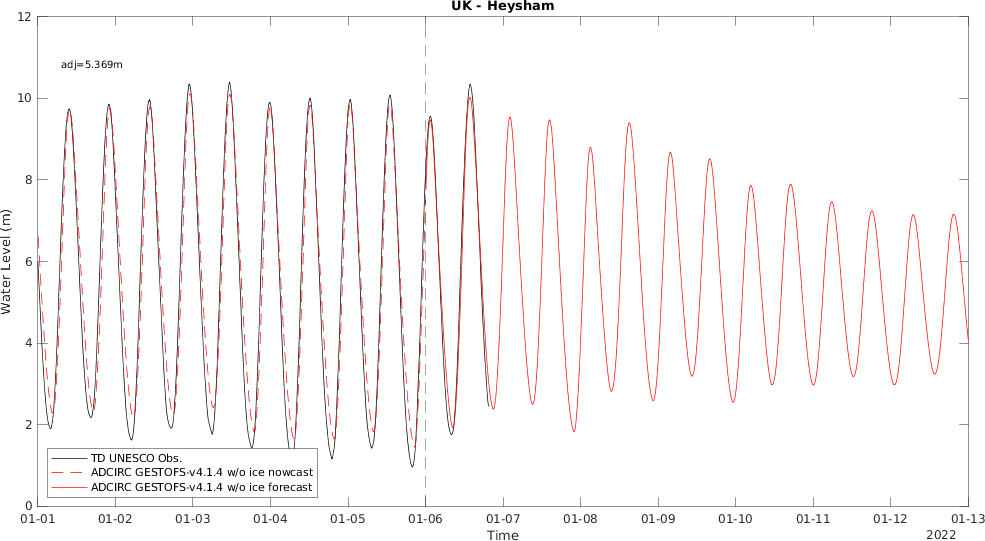 UK - Heysham
12
10
8
6
4
2
0
Water Level (m)
adj=5.369m
TD UNESCO Obs.
ADCIRC GESTOFS-v4.1.4 w/o ice nowcast
ADCIRC GESTOFS-v4.1.4 w/o ice forecast
01-01 01-02 01-03 01-04 01-05 01-06 01-07 01-08 01-09 01-10 01-11 01-12 01-13
Time
2022